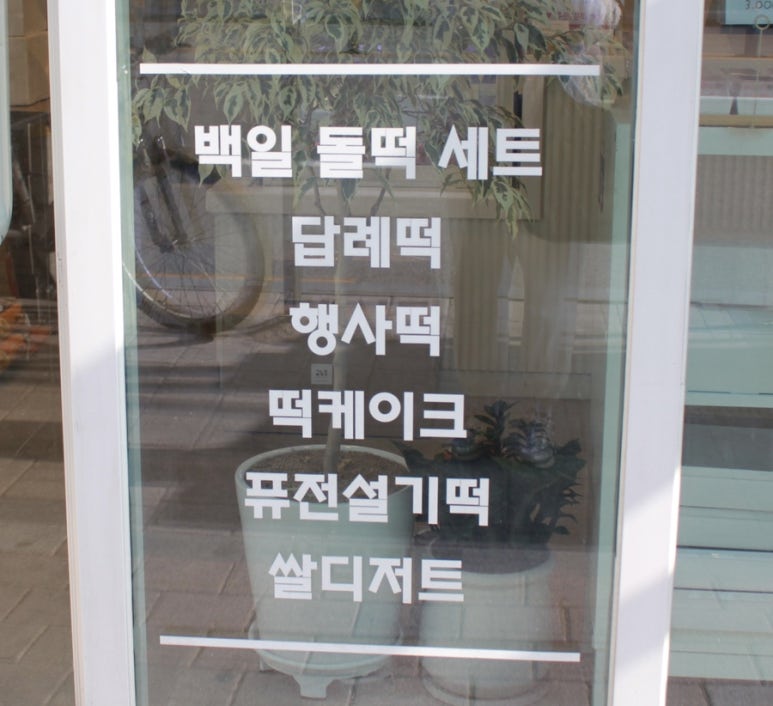 백일 돌떡 세트
답례떡
행사떡
떡케이크
퓨전설기떡
쌀디저트